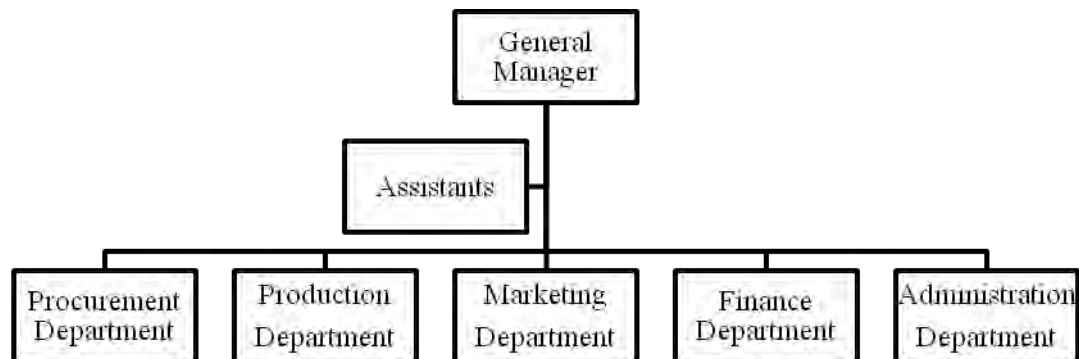 General
Manager
Assistants
Procurement
Department
Production
Department
Marketing
Department
Finance
Department
Administration
Department